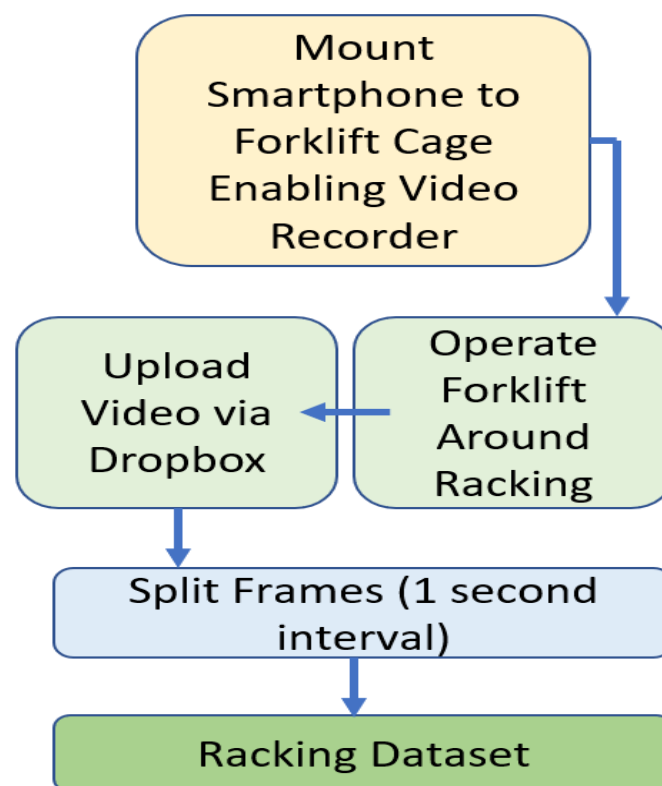 Mount
Smartphone to
Forklift Cage
Enabling Video
Recorder
Operate
Forklift
Around
Racking
Upload
Video via
Dropbox
Split Frames (1 second
interval)
Racking Dataset